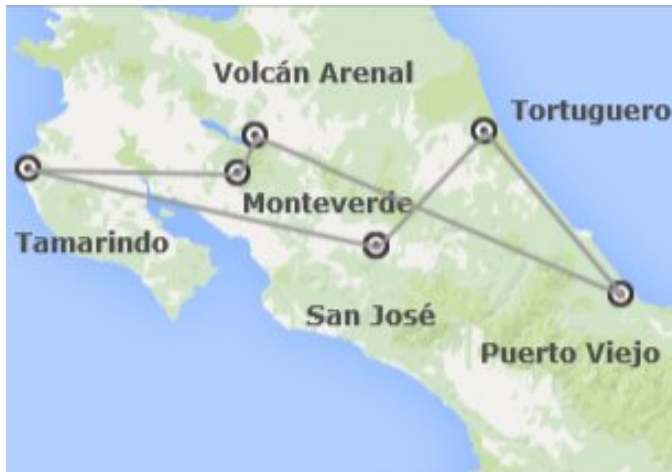 Volcán Arenal
Tortuguero
Monteverde
Tamarindo
San José
Puerto Viejo